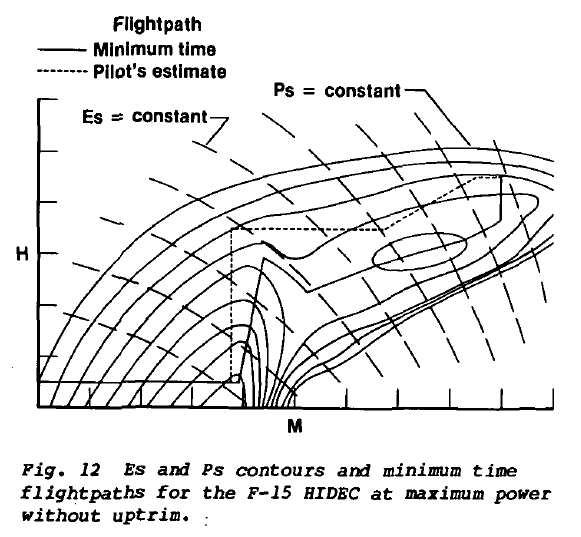 Flightpath
Minimum time
Pilot's estimate
Ps = constant
Es = constant
H
M
Fig. 12 Es and Ps contours and minimum time
flightpaths for the F-15 HIDEC at maximum power
without uptrim.